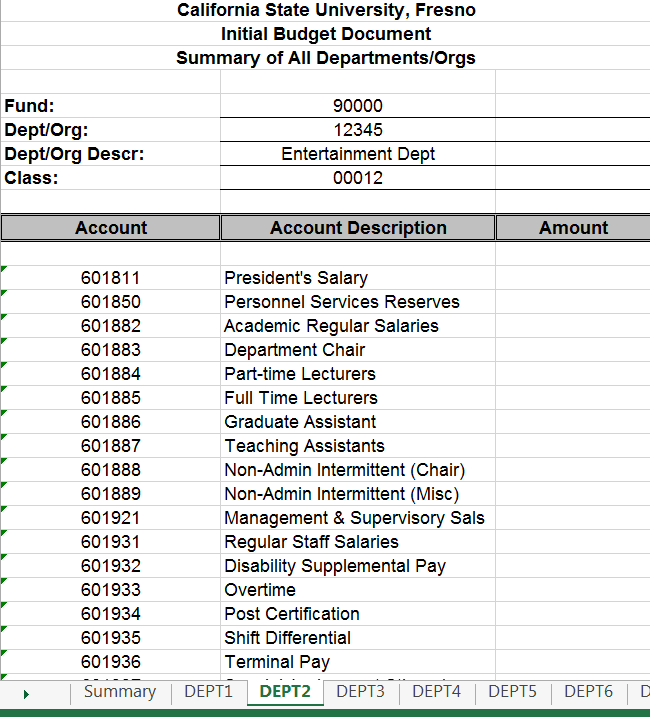 California State University, Fresno
Initial Budget Document
Summary of All Departments/Orgs
Fund: 90000
Dept/Org: 12345
Dept/Org Descr: Entertainment Dept
Class: 00012
Account Account Description Amount
601811 President's Salary
601850 Personnel Services Reserves
601882 Academic Regular Salaries
601883 Department Chair
601884 Part-time Lecturers
601885 Full Time Lecturers
601886 Graduate Assistant
601887 Teaching Assistants
601888 Non-Admin Intermittent (Chair)
601889 Non-Admin Intermittent (Misc)
601921 Management & Supervisory Sals
601931 Regular Staff Salaries
601932 Disability Supplemental Pay
601933 Overtime
601934 Post Certification
601935 Shift Differential
601936 Terminal Pay
Summary DEPT1 DEPT2 DEPT3 DEPT4 DEPT5 DEPT6 D